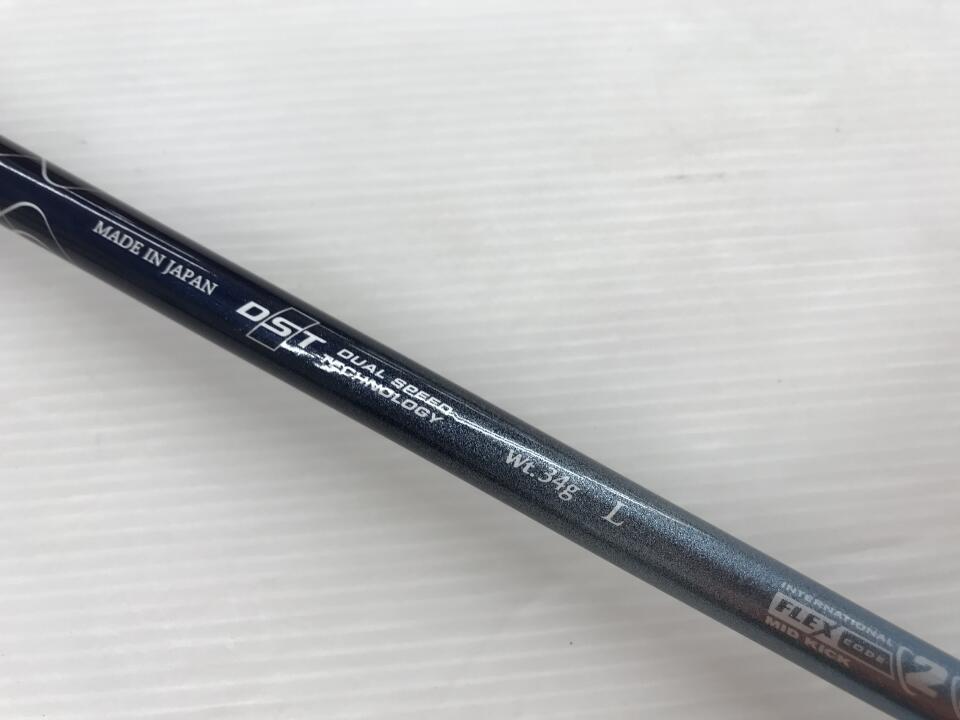 MADE IN JAPAN
DST DUAL SPEED
TECHNOLOGY
Wt.34g L
INTERNATIONAL
FLEX CODE
MID KICK
2